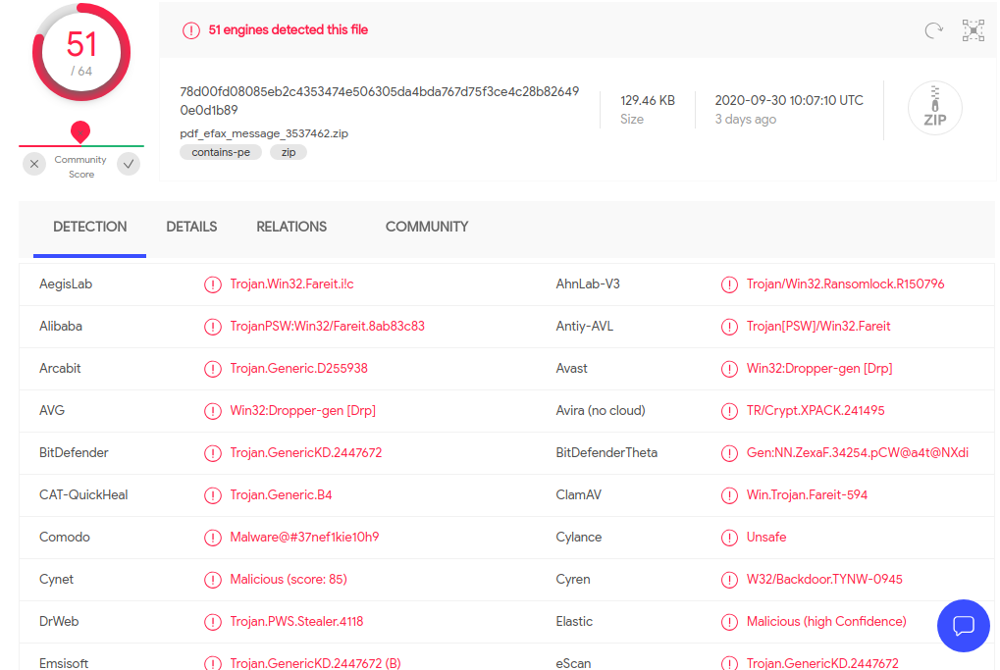 51
/ 64
Community
Score
51 engines detected this file
78d00fd08085eb2c4353474e506305da4bda767d75f3ce4c28b82649
0e0d1b89
pdf_efax_message_3537462.zip
contains-pe zip
129.46 KB
Size
2020-09-30 10:07:10 UTC
3 days ago
ZIP
DETECTION DETAILS RELATIONS COMMUNITY
AegisLab Trojan.Win32.Fareit.i!c AhnLab-V3 Trojan/Win32.Ransomlock.R150796
Alibaba TrojanPSW:Win32/Fareit.8ab83c83 Antiy-AVL Trojan[PSW]/Win32.Fareit
Arcabit Trojan.Generic.D255938 Avast Win32:Dropper-gen [Drp]
AVG Win32:Dropper-gen [Drp] Avira (no cloud) TR/Crypt.XPACK.241495
BitDefender Trojan.GenericKD.2447672 BitDefenderTheta Gen:NN.ZexaF.34254.pCW@a4t@NXdi
CAT-QuickHeal Trojan.Generic.B4 ClamAV Win.Trojan.Fareit-594
Comodo Malware@#37nef1kie10h9 Cylance Unsafe
Cynet Malicious (score: 85) Cyren W32/Backdoor.TYNW-0945
DrWeb Trojan.PWS.Stealer.4118 Elastic Malicious (high Confidence)
Emsisoft Trojan.GenericKD.2447672 (B) eScan Trojan.GenericKD.2447672